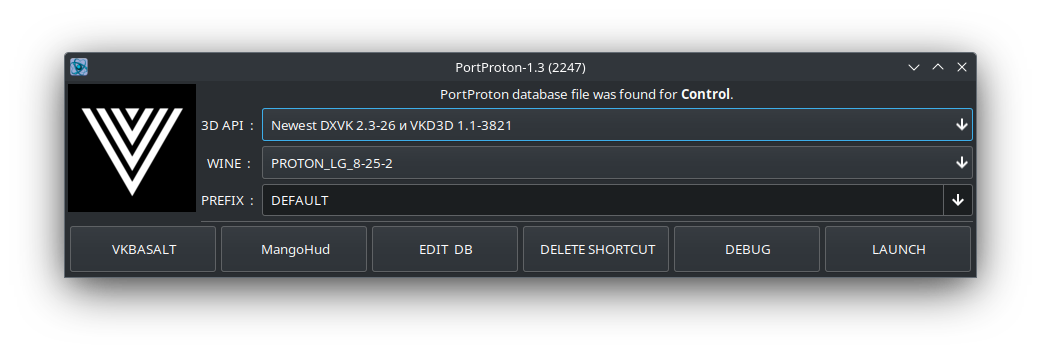 PortProton-1.3 (2247)
PortProton database file was found for Control.
3D API : Newest DXVK 2.3-26 и VKD3D 1.1-3821
WINE : PROTON_LG_8-25-2
PREFIX : DEFAULT
VKBASALT MangoHud EDIT DB DELETE SHORTCUT DEBUG LAUNCH